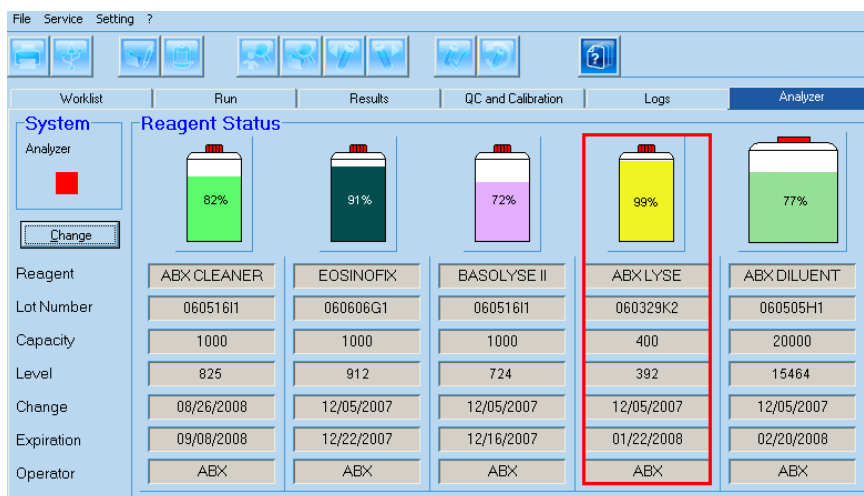 File Service Setting ?
Worklist Run Results QC and Calibration Logs Analyzer
System Reagent Status
Analyzer
82% 91% 72% 99% 77%
Change
Reagent ABX CLEANER EOSINOFIX BASOLYSE II ABX LYSE ABX DILUENT
Lot Number 060516I1 060606G1 060516I1 060329K2 060505H1
Capacity 1000 1000 1000 400 20000
Level 825 912 724 392 15464
Change 08/26/2008 12/05/2007 12/05/2007 12/05/2007 12/05/2007
Expiration 09/08/2008 12/22/2007 12/16/2007 01/22/2008 02/20/2008
Operator ABX ABX ABX ABX ABX